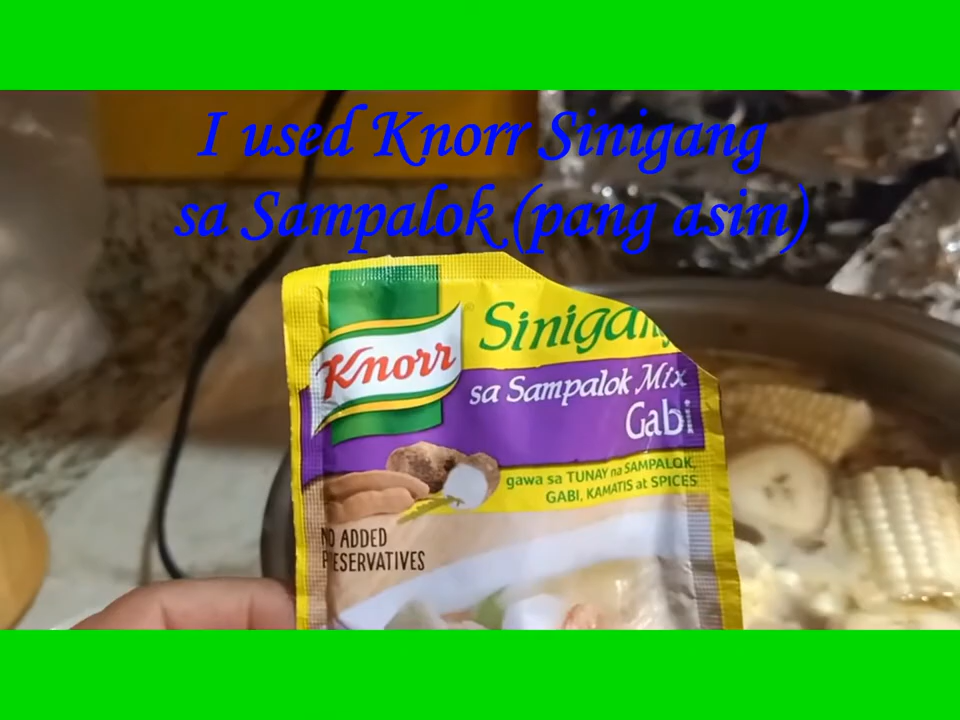 I used Knorr Sinigang
sa Sampalok (pang asim)
Knorr
sa Sampalok Mix
Gabi
gawa sa TUNAY na SAMPALOK,
GABI, KAMATIS at SPICES
NO ADDED
PRESERVATIVES